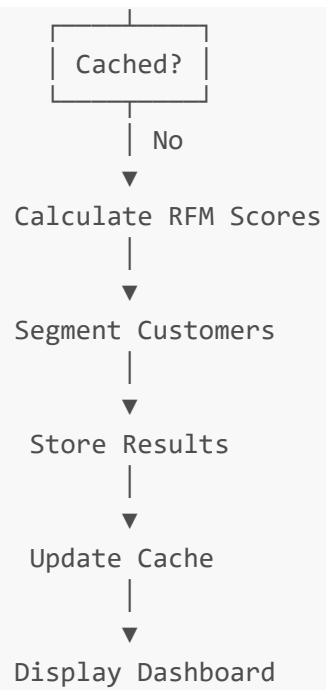 Cached?
No
Calculate RFM Scores
Segment Customers
Store Results
Update Cache
Display Dashboard